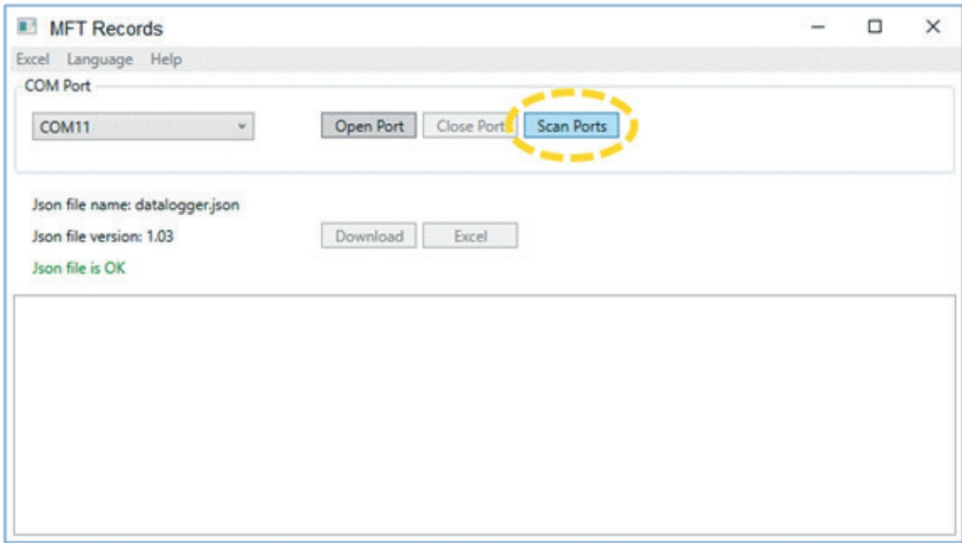 MFT Records
Excel Language Help
COM Port
COM11 Open Port Close Port Scan Ports
Json file name: datalogger.json
Json file version: 1.03 Download Excel
Json file is OK